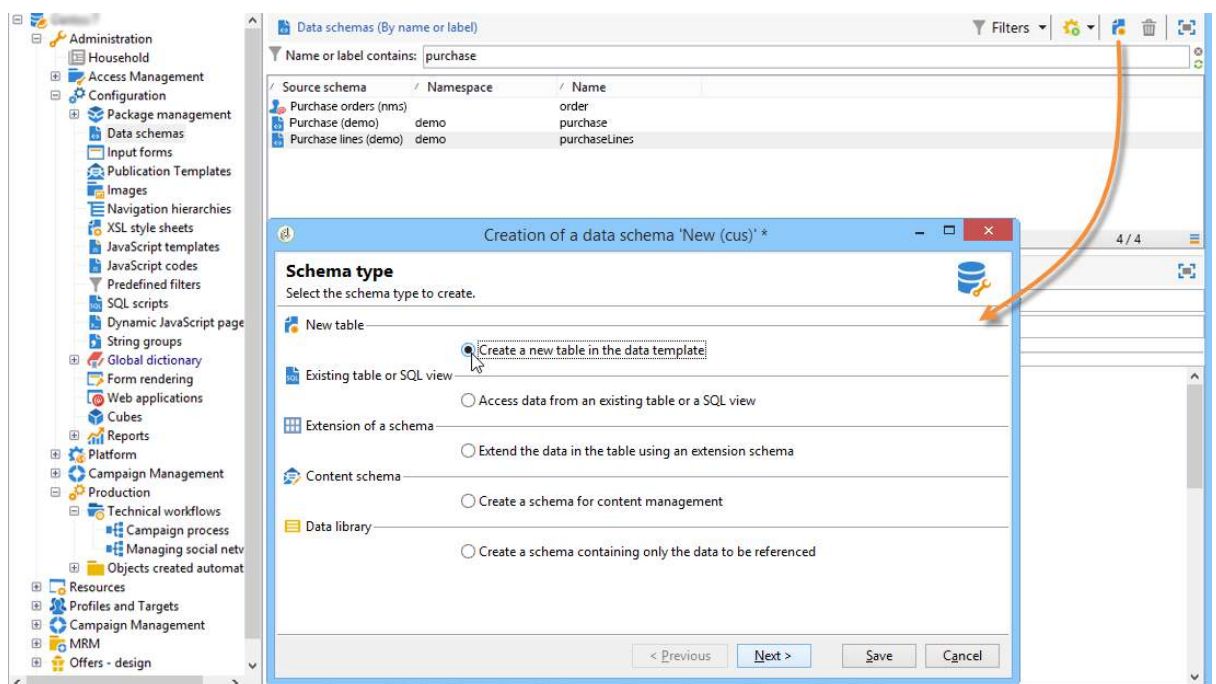 Administration
Household
Access Management
Configuration
Package management
Data schemas
Input forms
Publication Templates
Images
Navigation hierarchies
XSL style sheets
JavaScript templates
JavaScript codes
Predefined filters
SQL scripts
Dynamic JavaScript page
String groups
Global dictionary
Form rendering
Web applications
Cubes
Reports
Platform
Campaign Management
Production
Technical workflows
Campaign process
Managing social netv
Objects created automat
Resources
Profiles and Targets
Campaign Management
MRM
Offers - design
Data schemas (By name or label)
Filters
Name or label contains: purchase
Source schema Namespace Name
Purchase orders (nms) order
Purchase (demo) demo purchase
Purchase lines (demo) demo purchaseLines
4 / 4
Creation of a data schema 'New (cus)' *
Schema type
Select the schema type to create.
New table
Create a new table in the data template
Existing table or SQL view
Access data from an existing table or a SQL view
Extension of a schema
Extend the data in the table using an extension schema
Content schema
Create a schema for content management
Data library
Create a schema containing only the data to be referenced
< Previous Next > Save Cancel